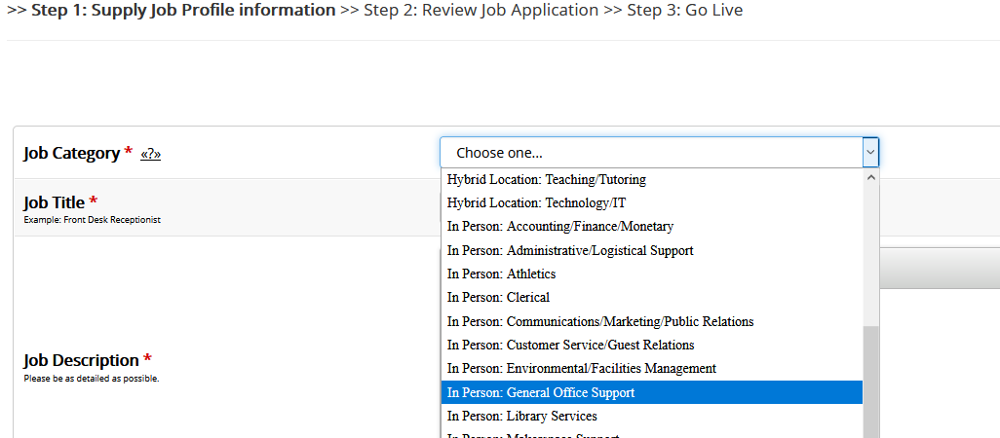 >> Step 1: Supply Job Profile information >> Step 2: Review Job Application >> Step 3: Go Live
Job Category * «?»
Choose one...
Hybrid Location: Teaching/Tutoring
Hybrid Location: Technology/IT
Job Title *
Example: Front Desk Receptionist
In Person: Accounting/Finance/Monetary
In Person: Administrative/Logistical Support
In Person: Athletics
In Person: Clerical
In Person: Communications/Marketing/Public Relations
In Person: Customer Service/Guest Relations
Job Description *
Please be as detailed as possible.
In Person: Environmental/Facilities Management
In Person: General Office Support
In Person: Library Services
In Person: Makerspace Support